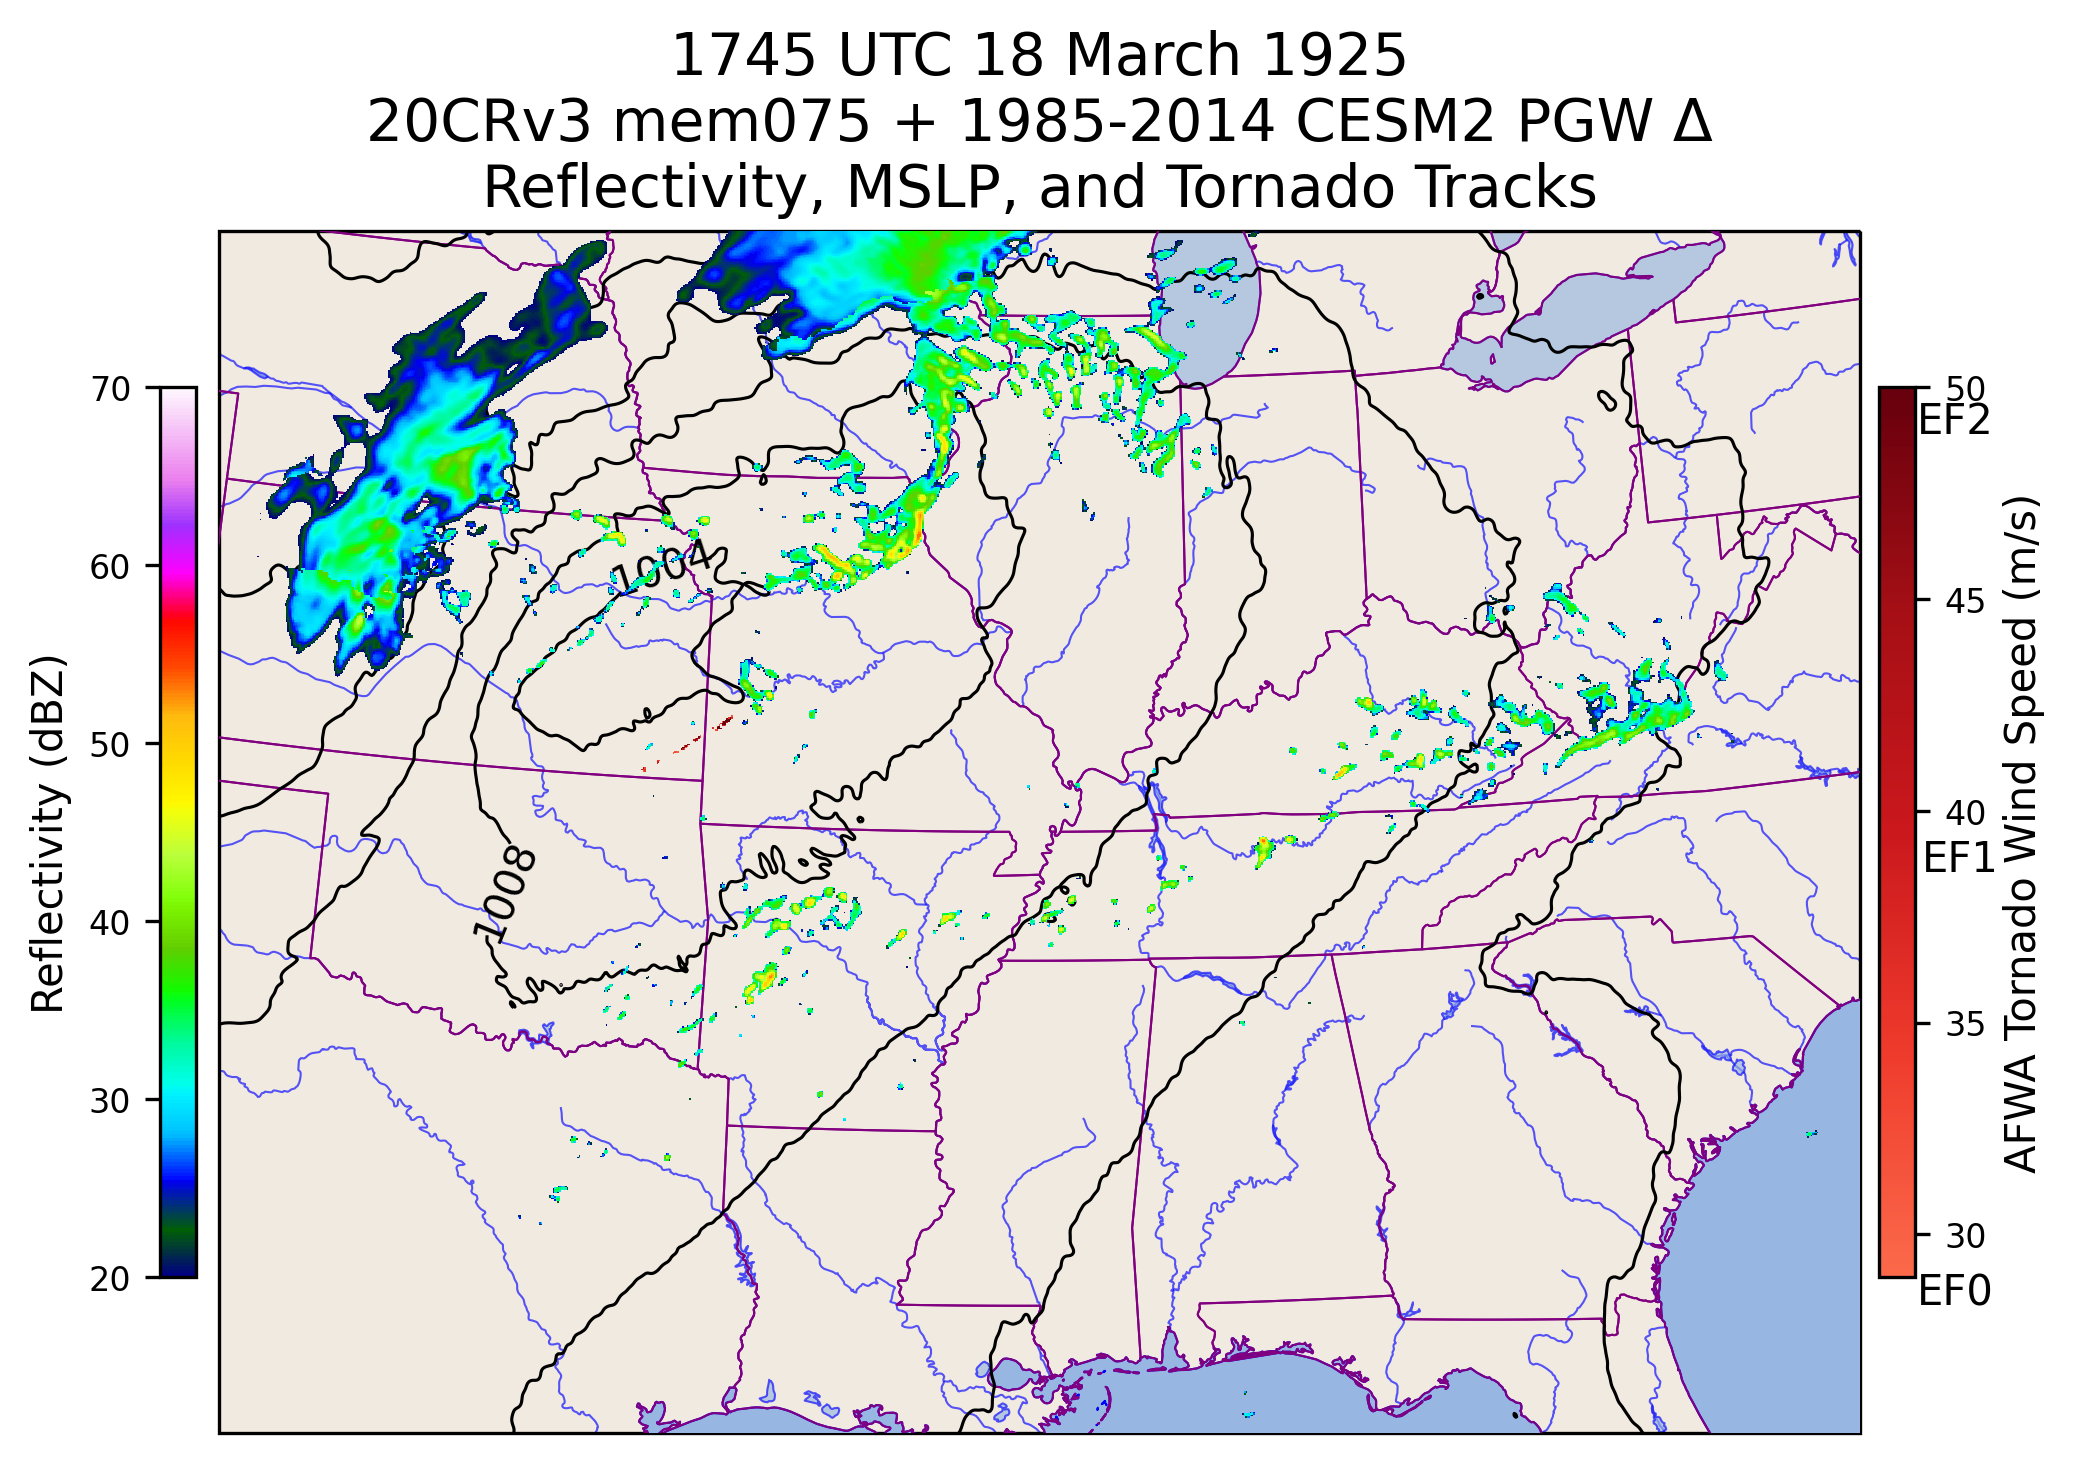 1745 UTC 18 March 1925
20CRv3 mem075 + 1985-2014 CESM2 PGW Δ
Reflectivity, MSLP, and Tornado Tracks
Reflectivity (dBZ)
70
60
50
40
30
20
1004
1008
50
EF2
45
40
EF1
35
30
EF0
AFWA Tornado Wind Speed (m/s)